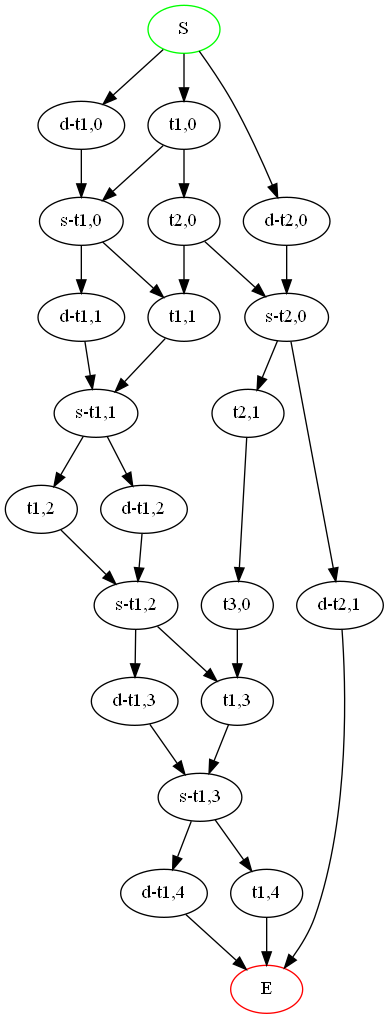 S
d-t1,0
t1,0
s-t1,0
t2,0
d-t2,0
d-t1,1
t1,1
s-t2,0
s-t1,1
t2,1
t1,2
d-t1,2
s-t1,2
t3,0
d-t2,1
d-t1,3
t1,3
s-t1,3
d-t1,4
t1,4
E